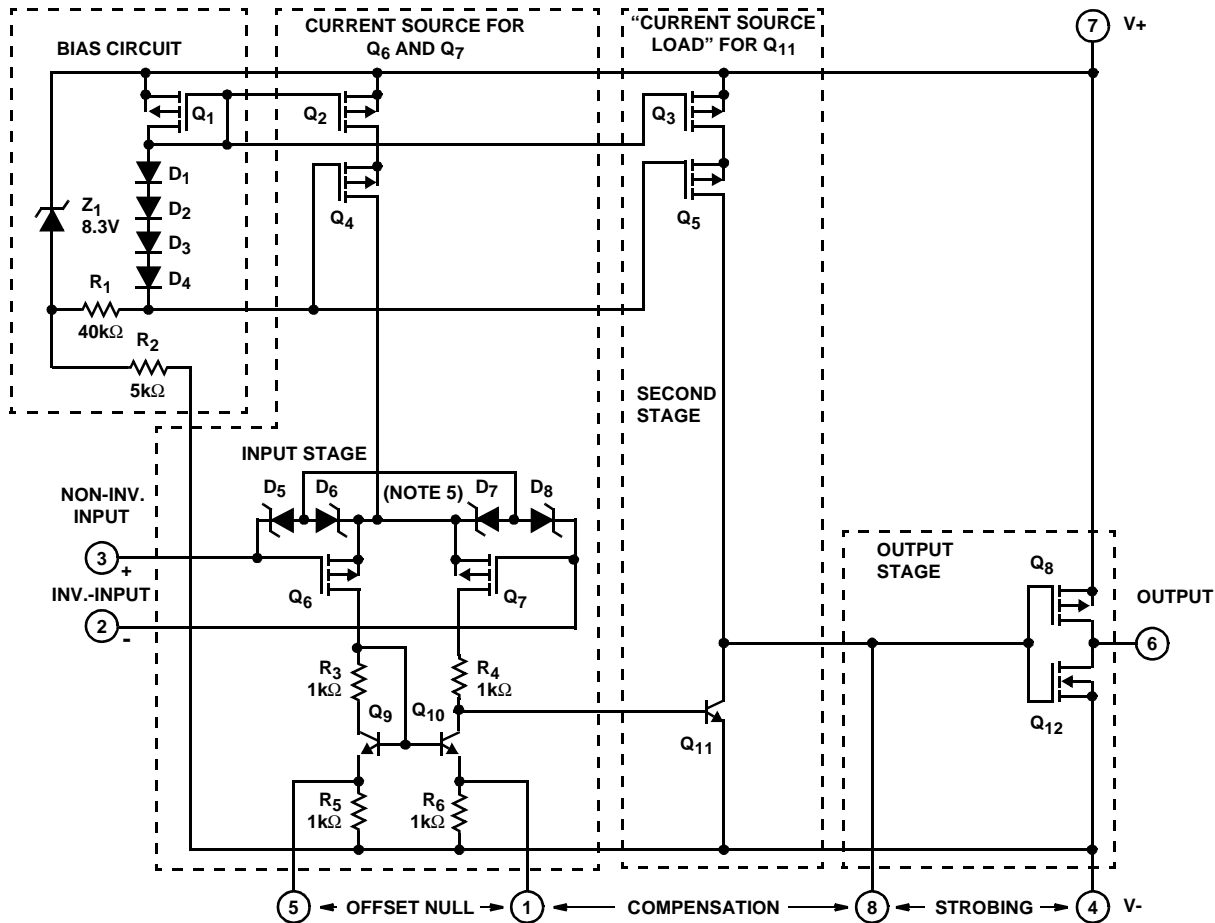 CURRENT SOURCE FOR
Q6 AND Q7
“CURRENT SOURCE
LOAD” FOR Q11
7 V+
BIAS CIRCUIT
Q1
Q2
Q3
D1
D2
D3
D4
Z1
8.3V
Q4
Q5
R1
40kΩ
R2
5kΩ
SECOND
STAGE
INPUT STAGE
D5
D6
(NOTE 5)
D7
D8
NON-INV.
INPUT
3
+
INV.-INPUT
2
-
Q6
Q7
OUTPUT
STAGE
Q8
OUTPUT
6
R3
1kΩ
R4
1kΩ
Q9
Q10
Q11
Q12
R5
1kΩ
R6
1kΩ
5 OFFSET NULL 1 COMPENSATION 8 STROBING 4 V-